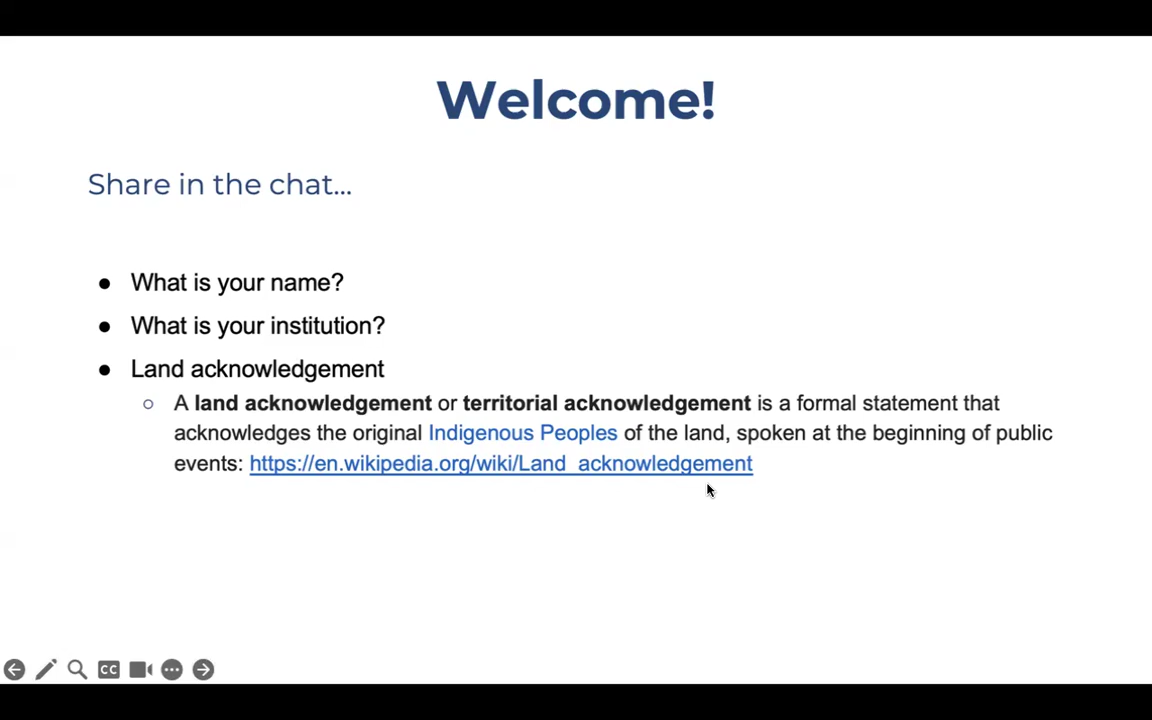 Welcome!
Share in the chat...
● What is your name?
● What is your institution?
● Land acknowledgement
○ A land acknowledgement or territorial acknowledgement is a formal statement that
acknowledges the original Indigenous Peoples of the land, spoken at the beginning of public
events: https://en.wikipedia.org/wiki/Land_acknowledgement
CC